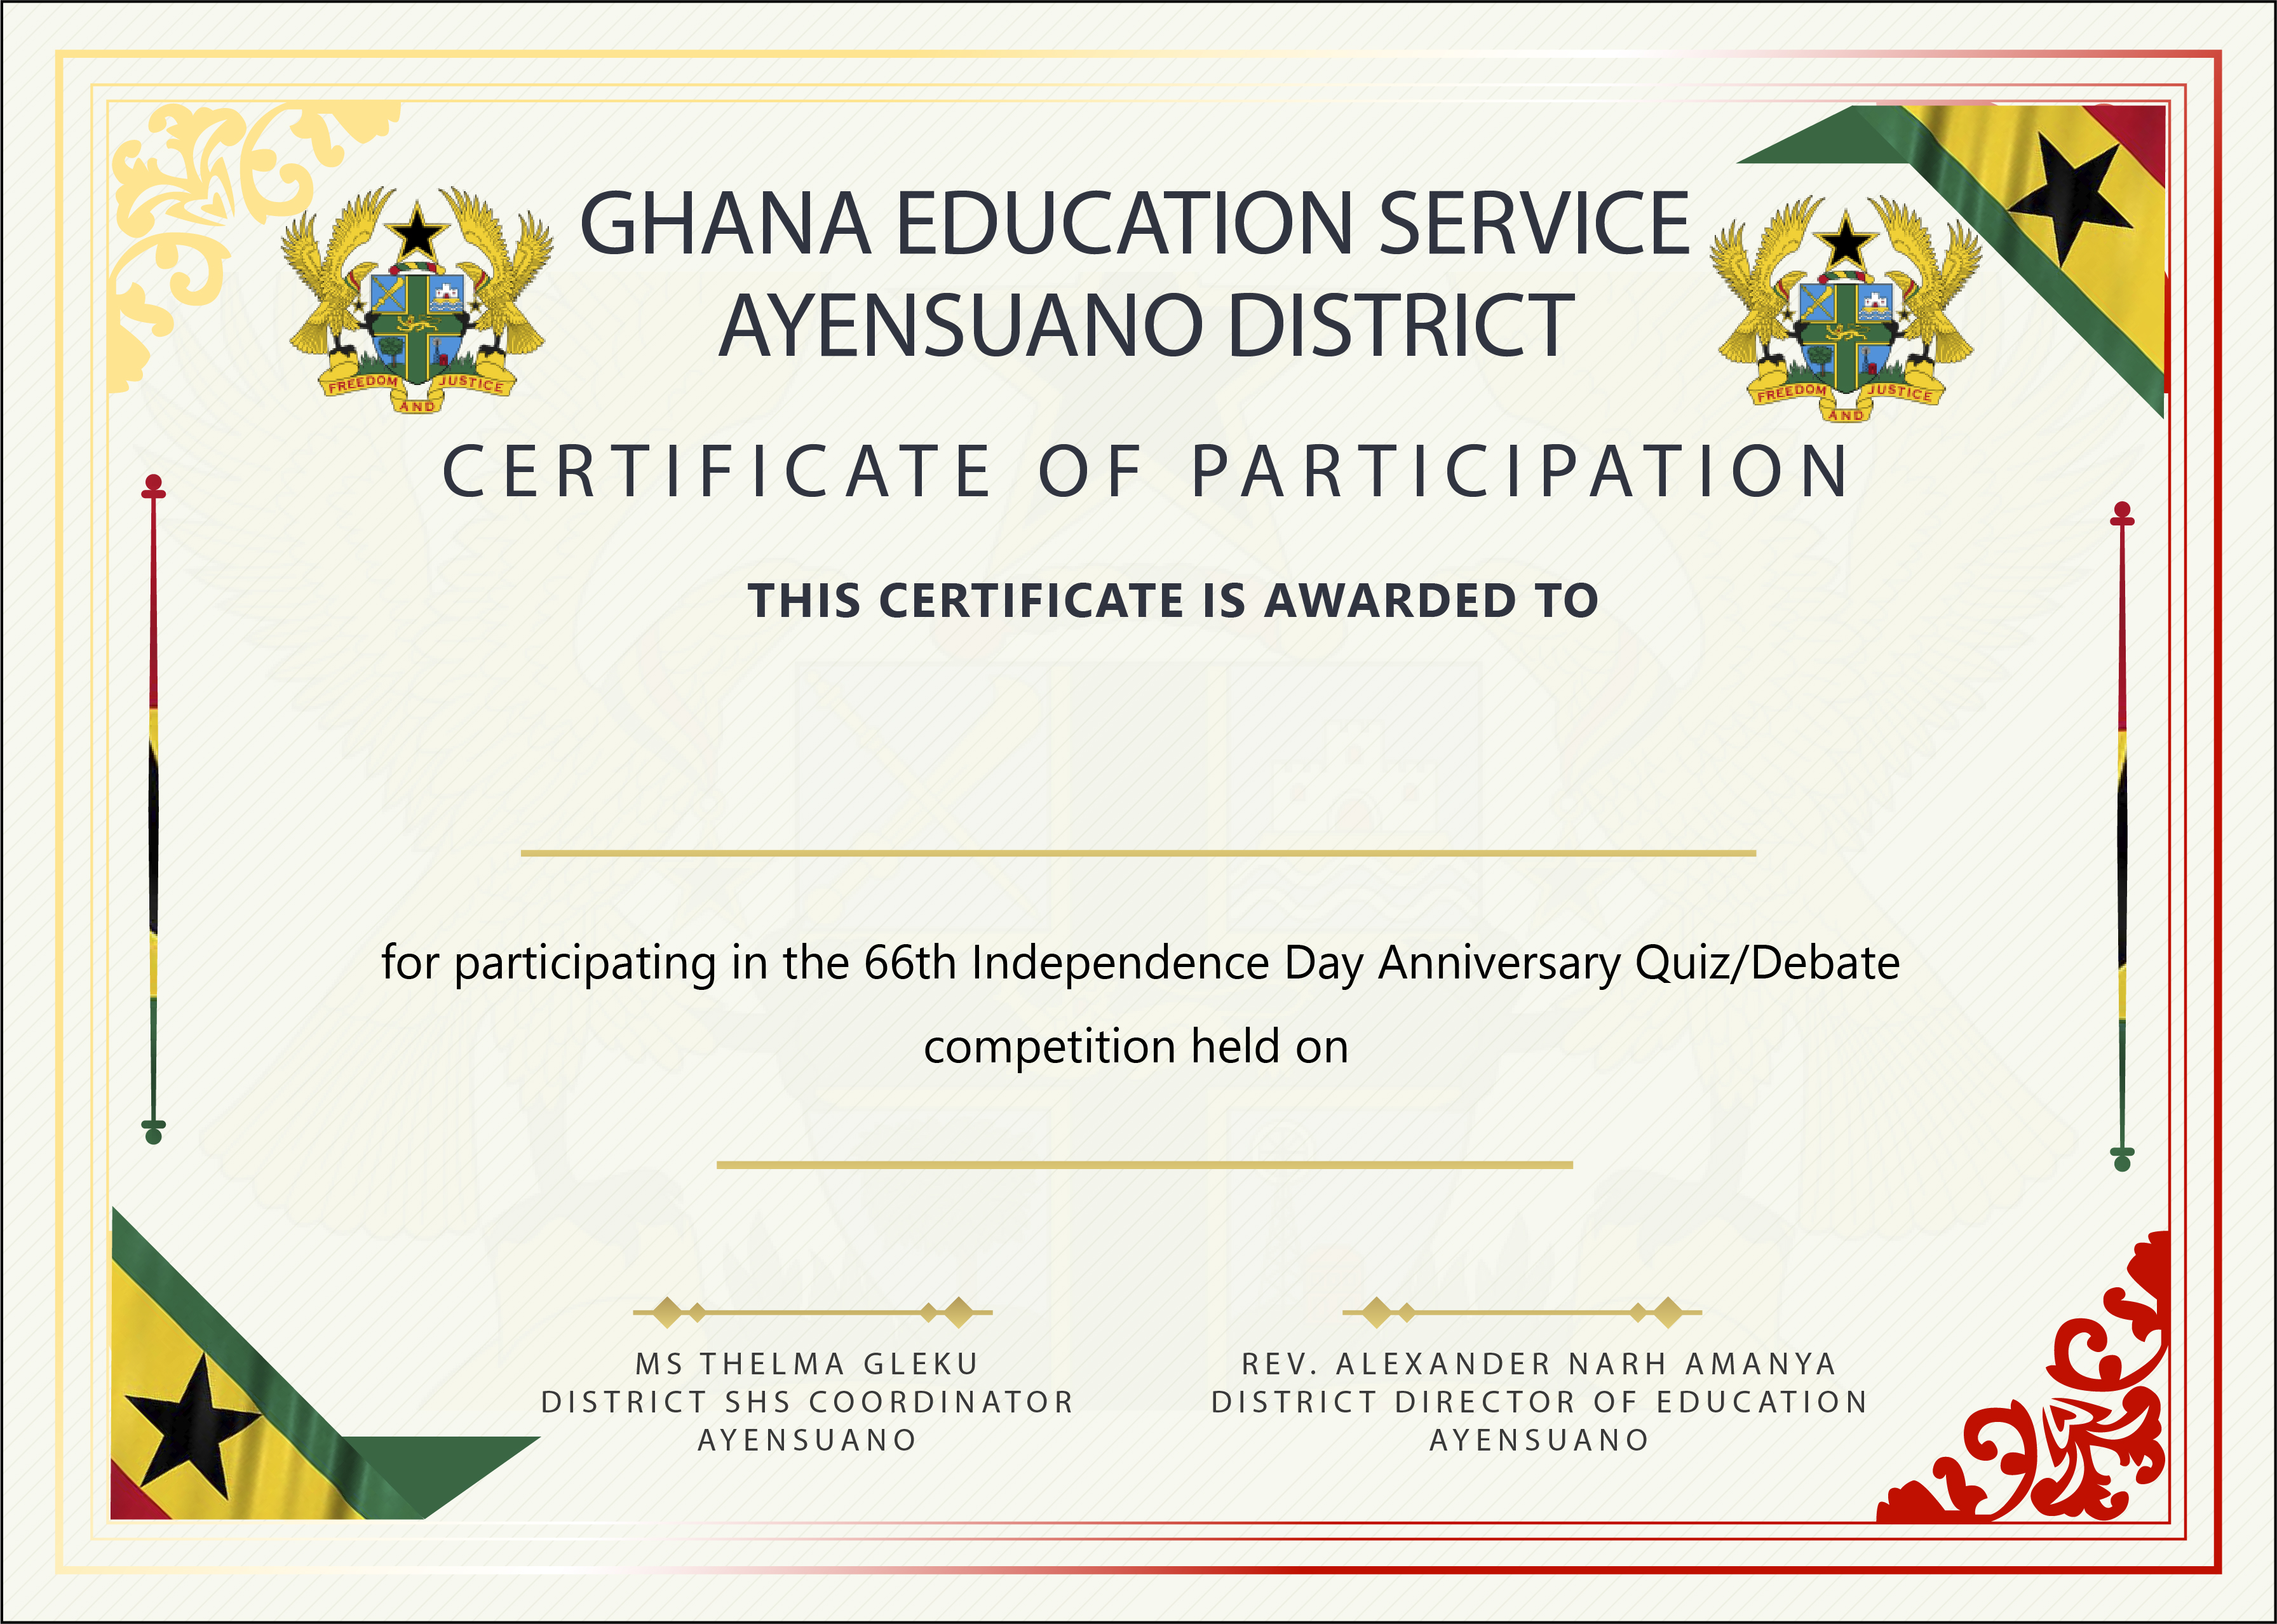 GHANA EDUCATION SERVICE
AYENSUANO DISTRICT
FREEDOM AND JUSTICE
FREEDOM AND JUSTICE
CERTIFICATE OF PARTICIPATION
THIS CERTIFICATE IS AWARDED TO
for participating in the 66th Independence Day Anniversary Quiz/Debate
competition held on
MS THELMA GLEKU
DISTRICT SHS COORDINATOR
AYENSUANO
REV. ALEXANDER NARH AMANYA
DISTRICT DIRECTOR OF EDUCATION
AYENSUANO